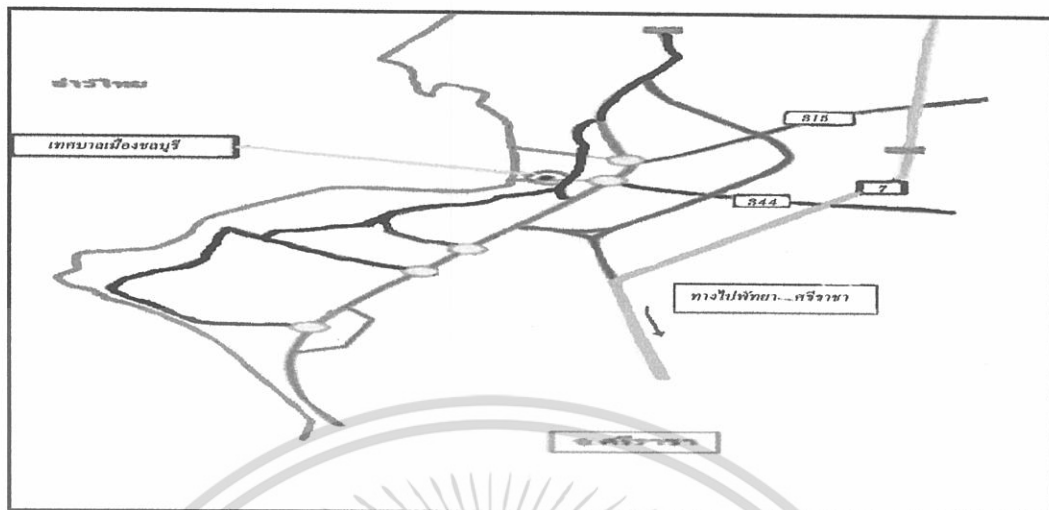 อ่าวไทย
315
เทศบาลเมืองชลบุรี
7
344
ทางไปพัทยา...ศรีราชา
อ ศรีราชา